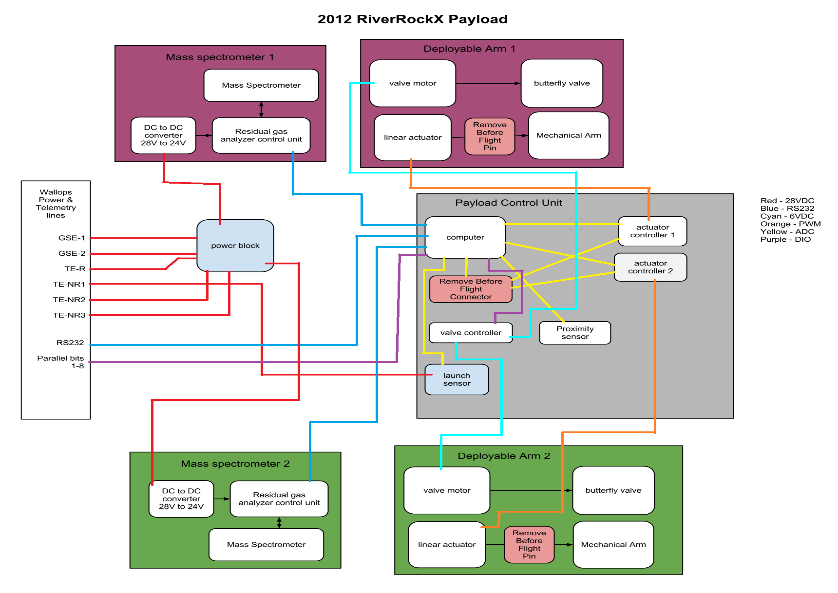 2012 RiverRockX Payload
Mass spectrometer 1
Mass Spectrometer
DC to DC
converter
28V to 24V
Residual gas
analyzer control unit
Deployable Arm 1
valve motor
butterfly valve
linear actuator
Remove
Before
Flight
Pin
Mechanical Arm
Wallops
Power &
Telemetry
lines
GSE-1
GSE-2
TE-R
TE-NR1
TE-NR2
TE-NR3
RS232
Parallel bits
1-8
power block
Payload Control Unit
computer
actuator
controller 1
actuator
controller 2
Remove Before
Flight
Connector
valve controller
Proximity
sensor
launch
sensor
Red - 28VDC
Blue - RS232
Cyan - 6VDC
Orange - PWM
Yellow - ADC
Purple - DIO
Mass spectrometer 2
DC to DC
converter
28V to 24V
Residual gas
analyzer control unit
Mass Spectrometer
Deployable Arm 2
valve motor
butterfly valve
linear actuator
Remove
Before
Flight
Pin
Mechanical Arm